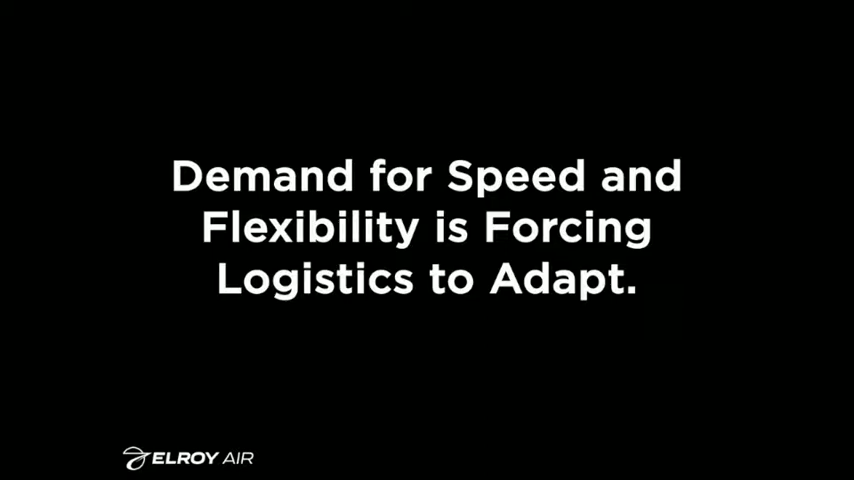 Demand for Speed and
Flexibility is Forcing
Logistics to Adapt.
ELROY AIR